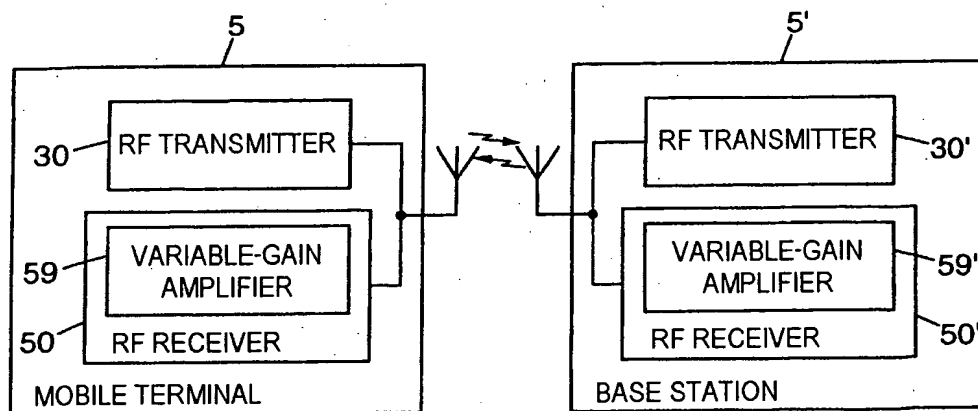 5
5'
RF TRANSMITTER
30
RF TRANSMITTER
30'
VARIABLE-GAIN
AMPLIFIER
59
VARIABLE-GAIN
AMPLIFIER
59'
50
RF RECEIVER
RF RECEIVER
50'
MOBILE TERMINAL
BASE STATION